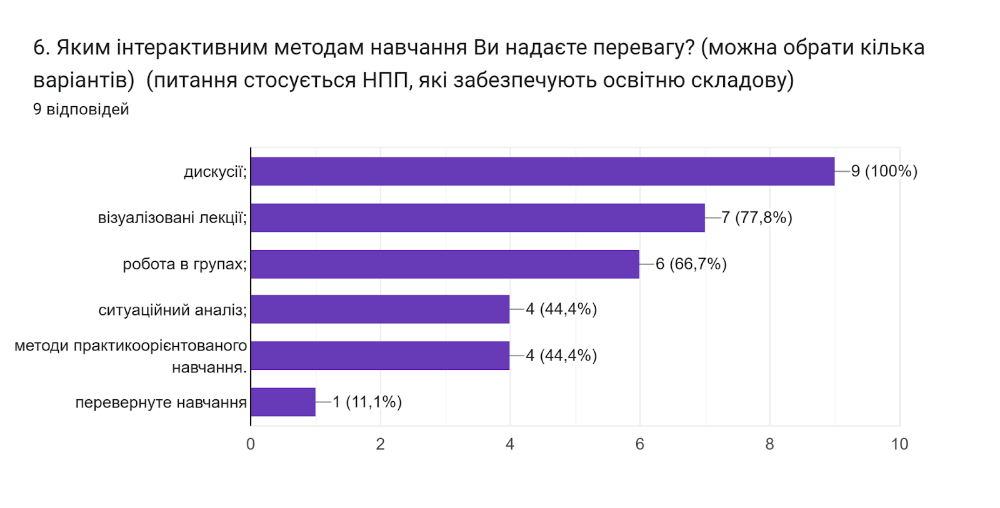 6. Яким інтерактивним методам навчання Ви надаєте перевагу? (можна обрати кілька
варіантів)  (питання стосується НПП, які забезпечують освітню складову)
9 відповідей
дискусії;
9 (100%)
візуалізовані лекції;
7 (77,8%)
робота в групах;
6 (66,7%)
ситуаційний аналіз;
4 (44,4%)
методи практикоорієнтованого
навчання.
4 (44,4%)
перевернуте навчання
1 (11,1%)
0 2 4 6 8 10